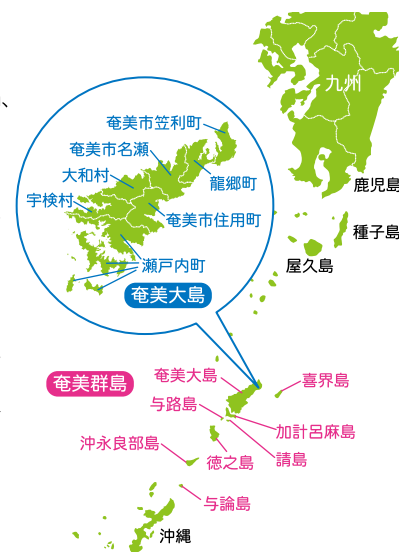 、
九州
奄美市笠利町
奄美市名瀬
大和村
宇検村
龍郷町
奄美市住用町
瀬戸内町
奄美大島
鹿児島
種子島
屋久島
奄美群島
奄美大島
喜界島
与路島
加計呂麻島
沖永良部島
徳之島
請島
与論島
沖縄